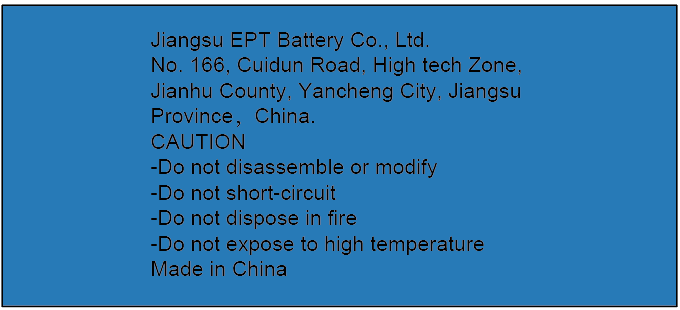 Jiangsu EPT Battery Co., Ltd.
No. 166, Cuidun Road, High tech Zone,
Jianhu County, Yancheng City, Jiangsu
Province，China.
CAUTION
-Do not disassemble or modify
-Do not short-circuit
-Do not dispose in fire
-Do not expose to high temperature
Made in China